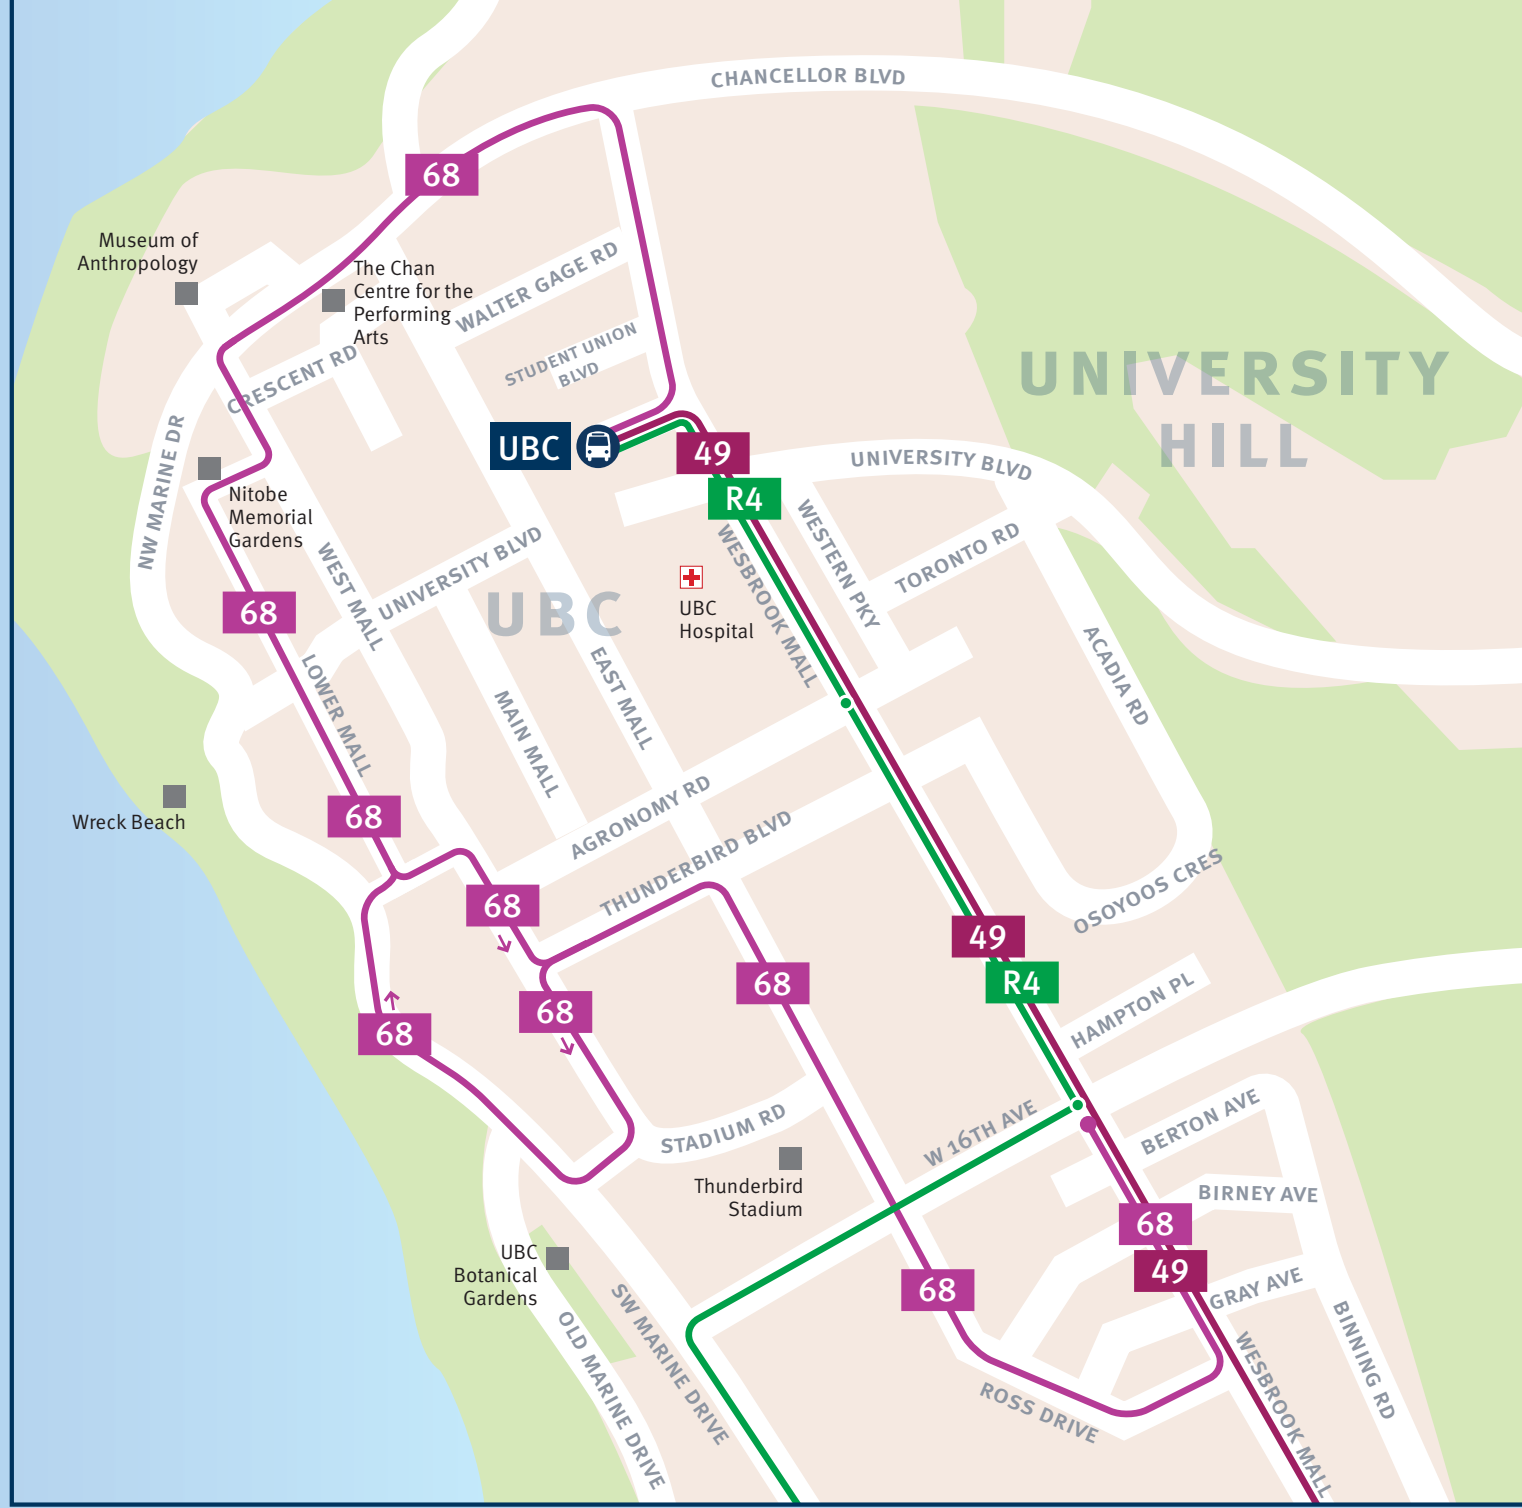 CHANCELLOR BLVD
68
Museum of
Anthropology
The Chan
Centre for the
Performing
Arts
WALTER GAGE RD
STUDENT UNION
BLVD
CRESCENT RD
UNIVERSITY
HILL
UBC
49
UNIVERSITY BLVD
R4
NW MARINE DR
Nitobe
Memorial
Gardens
WEST MALL
UNIVERSITY BLVD
WESBROOK MALL
WESTERN PKY
TORONTO RD
UBC
UBC
Hospital
68
LOWER MALL
EAST MALL
MAIN MALL
ACADIA RD
Wreck Beach
68
AGRONOMY RD
THUNDERBIRD BLVD
OSOYOOS CRES
68
49
R4
68
68
68
HAMPTON PL
STADIUM RD
W 16TH AVE
BERTON AVE
Thunderbird
Stadium
BIRNEY AVE
68
49
UBC
Botanical
Gardens
68
GRAY AVE
SW MARINE DRIVE
OLD MARINE DRIVE
ROSS DRIVE
WESBROOK MALL
BINNING RD